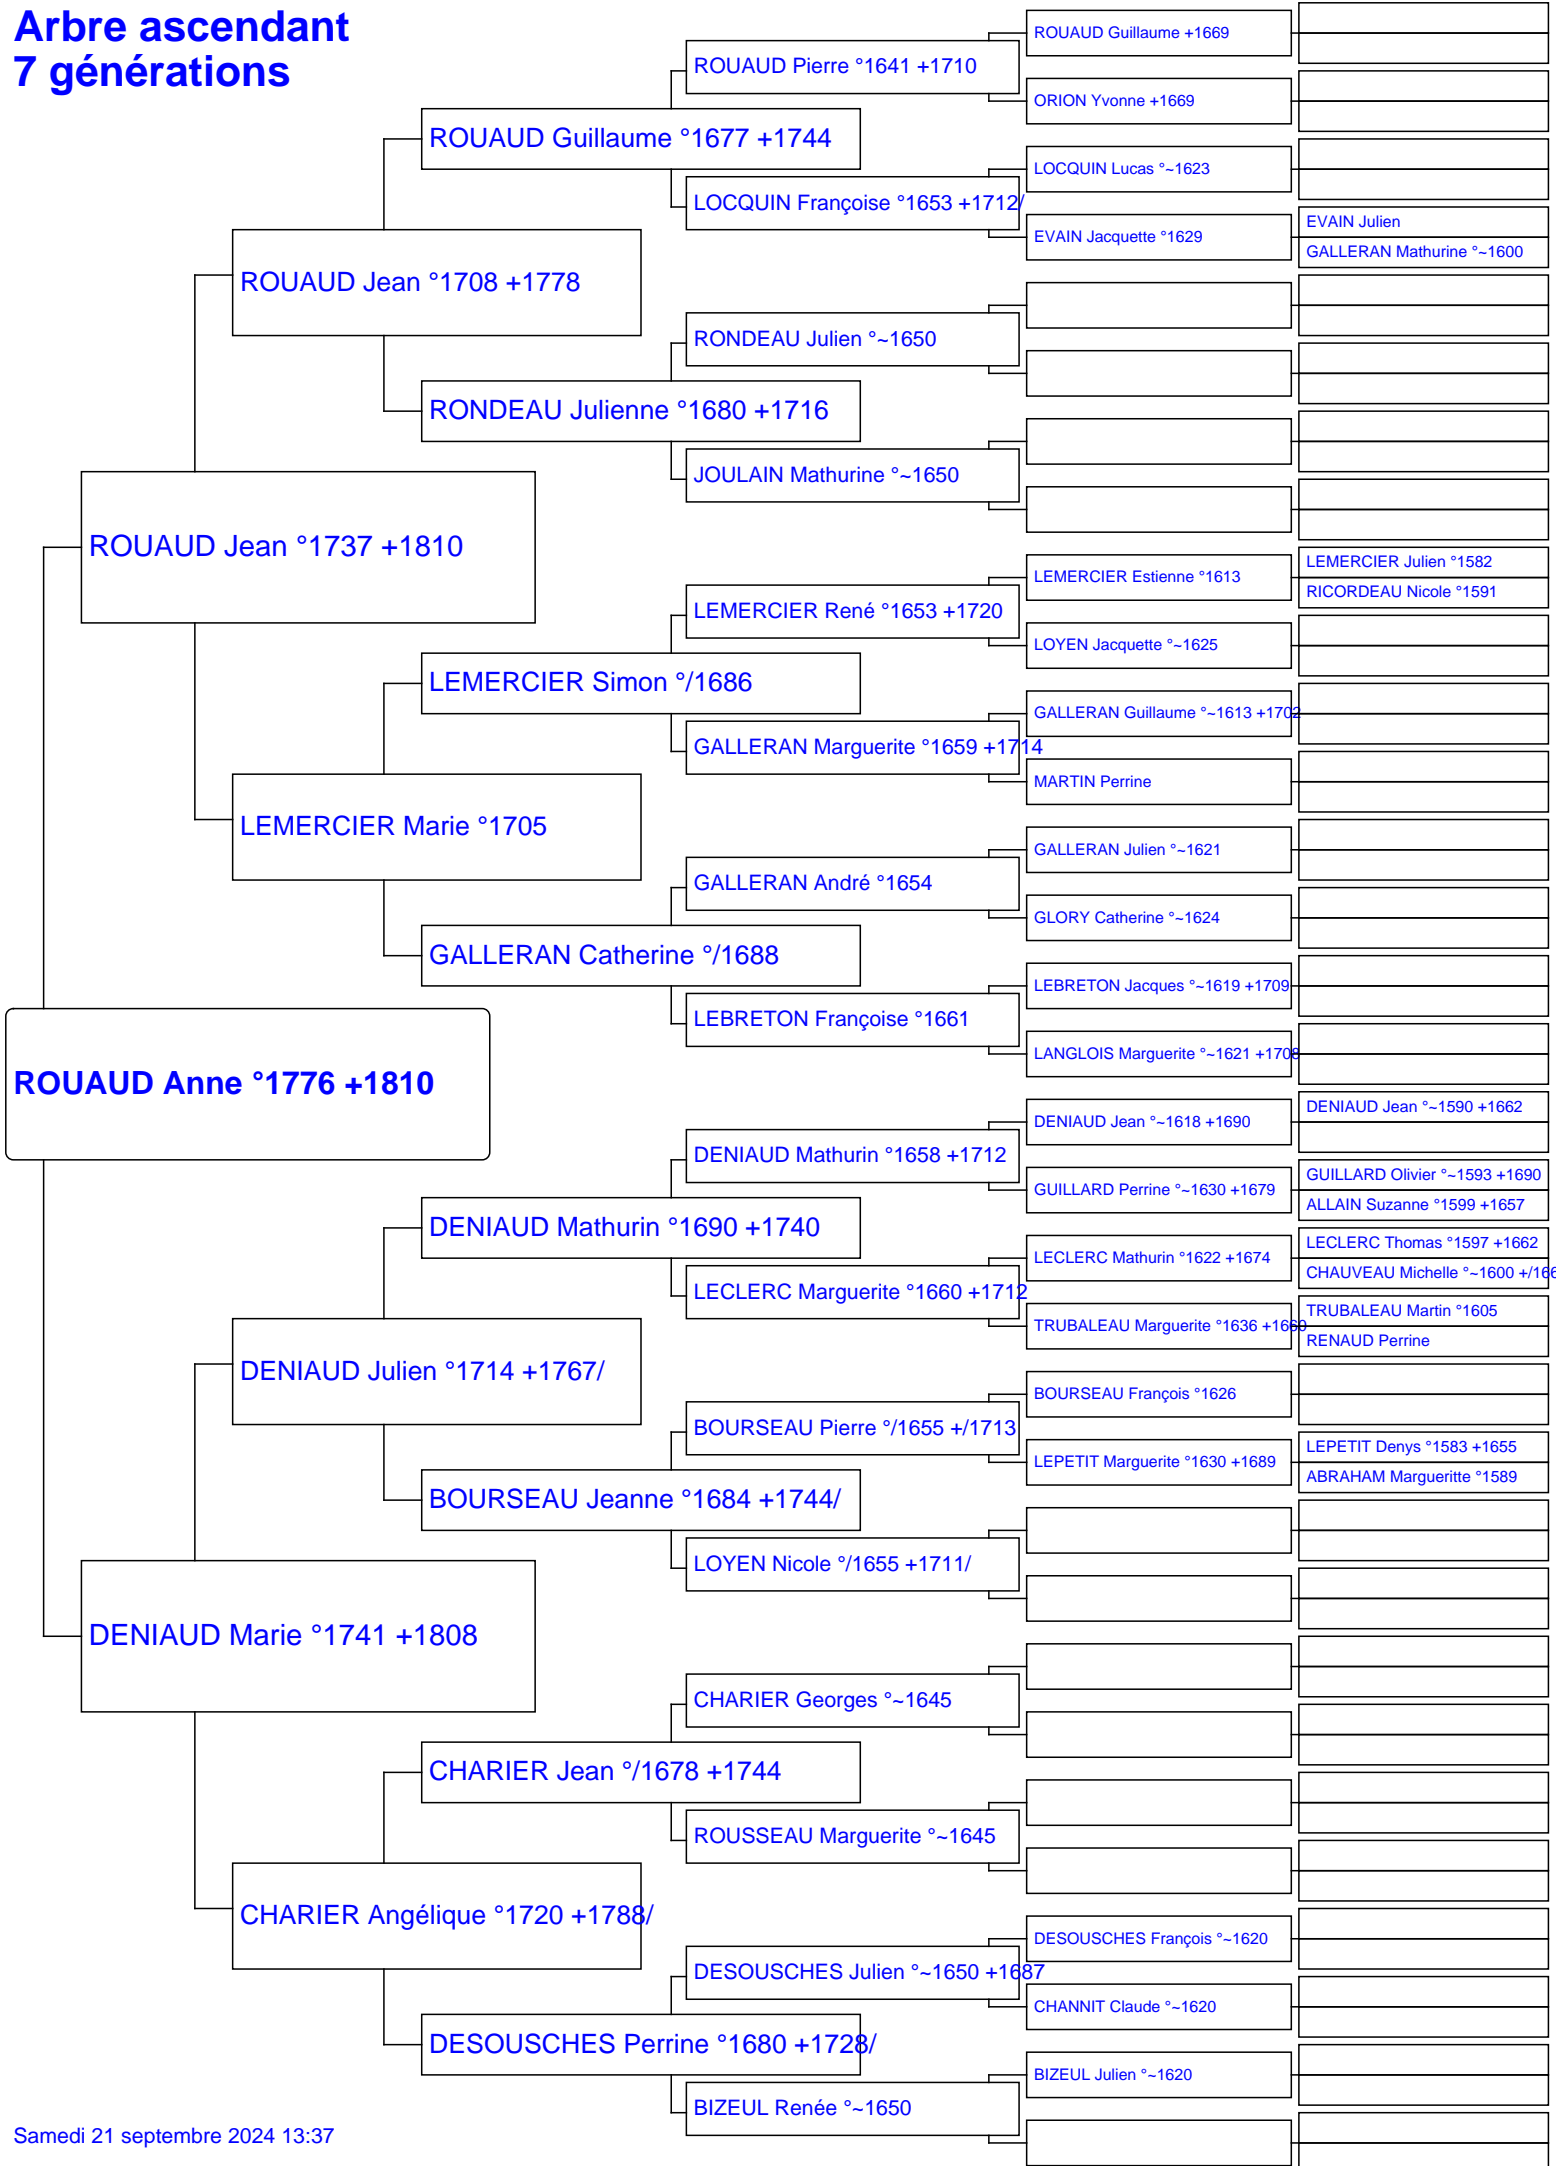 Arbre ascendant
7 générations
ROUAUD Anne °1776 +1810
ROUAUD Jean °1737 +1810
DENIAUD Marie °1741 +1808
ROUAUD Jean °1708 +1778
LEMERCIER Marie °1705
DENIAUD Julien °1714 +1767/
CHARIER Angélique °1720 +1788/
ROUAUD Guillaume °1677 +1744
RONDEAU Julienne °1680 +1716
LEMERCIER Simon °/1686
GALLERAN Catherine °/1688
DENIAUD Mathurin °1690 +1740
BOURSEAU Jeanne °1684 +1744/
CHARIER Jean °/1678 +1744
DESOUSCHES Perrine °1680 +1728/
ROUAUD Pierre °1641 +1710
LOCQUIN Françoise °1653 +1712/
RONDEAU Julien °~1650
JOULAIN Mathurine °~1650
LEMERCIER René °1653 +1720
GALLERAN Marguerite °1659 +1714
GALLERAN André °1654
LEBRETON Françoise °1661
DENIAUD Mathurin °1658 +1712
LECLERC Marguerite °1660 +1712
BOURSEAU Pierre °/1655 +/1713
LOYEN Nicole °/1655 +1711/
CHARIER Georges °~1645
ROUSSEAU Marguerite °~1645
DESOUSCHES Julien °~1650 +1687
BIZEUL Renée °~1650
ROUAUD Guillaume +1669
ORION Yvonne +1669
LOCQUIN Lucas °~1623
EVAIN Jacquette °1629
LEMERCIER Estienne °1613
LOYEN Jacquette °~1625
GALLERAN Guillaume °~1613 +1702
MARTIN Perrine
GALLERAN Julien °~1621
GLORY Catherine °~1624
LEBRETON Jacques °~1619 +1709
LANGLOIS Marguerite °~1621 +1708
DENIAUD Jean °~1618 +1690
GUILLARD Perrine °~1630 +1679
LECLERC Mathurin °1622 +1674
TRUBALEAU Marguerite °1636 +1669
BOURSEAU François °1626
LEPETIT Marguerite °1630 +1689
DESOUSCHES François °~1620
CHANNIT Claude °~1620
BIZEUL Julien °~1620
EVAIN Julien
GALLERAN Mathurine °~1600
LEMERCIER Julien °1582
RICORDEAU Nicole °1591
DENIAUD Jean °~1590 +1662
GUILLARD Olivier °~1593 +1690
ALLAIN Suzanne °1599 +1657
LECLERC Thomas °1597 +1662
CHAUVEAU Michelle °~1600
TRUBALEAU Martin °1605
RENAUD Perrine
LEPETIT Denys °1583 +1655
ABRAHAM Margueritte °1589
Samedi 21 septembre 2024 13:37